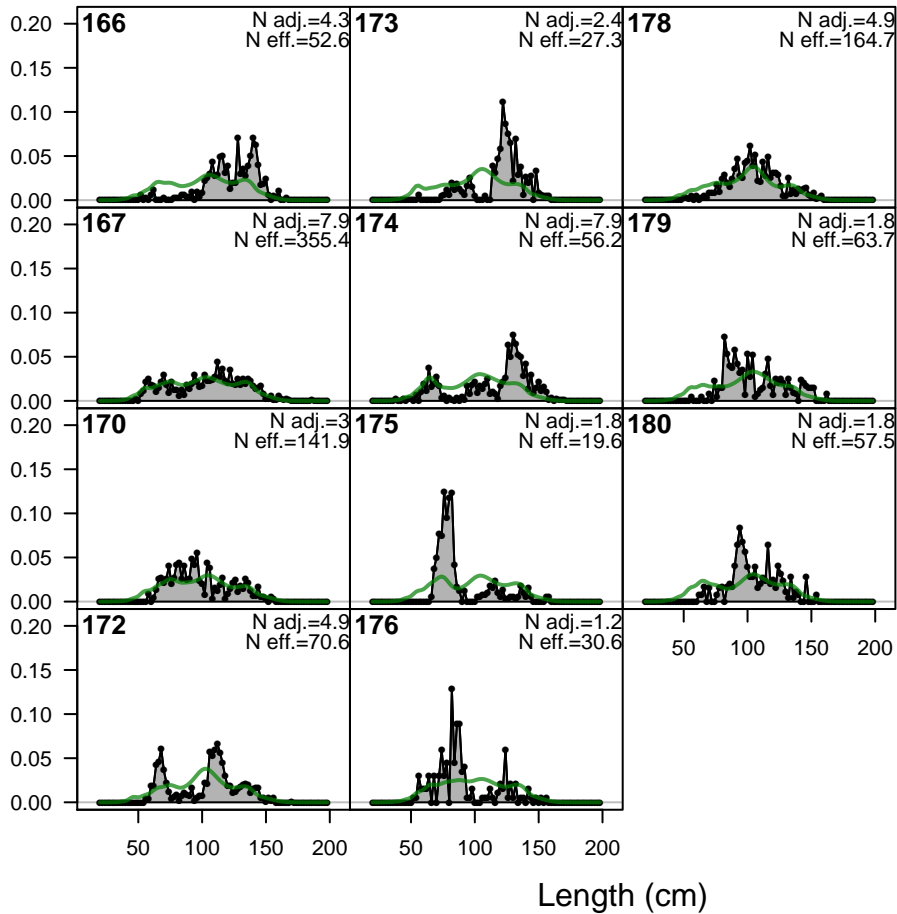 0.20
0.15
0.10
0.05
0.00
166
N adj.=4.3
N eff.=52.6
173
N adj.=2.4
N eff.=27.3
178
N adj.=4.9
N eff.=164.7
0.20
0.15
0.10
0.05
0.00
167
N adj.=7.9
N eff.=355.4
174
N adj.=7.9
N eff.=56.2
179
N adj.=1.8
N eff.=63.7
0.20
0.15
0.10
0.05
0.00
170
N adj.=3
N eff.=141.9
175
N adj.=1.8
N eff.=19.6
180
N adj.=1.8
N eff.=57.5
50 100 150 200
0.20
0.15
0.10
0.05
0.00
172
N adj.=4.9
N eff.=70.6
176
N adj.=1.2
N eff.=30.6
50 100 150 200
50 100 150 200
Length (cm)